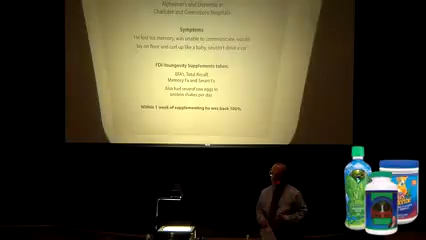 Alzheimer's and Dementia in
Charlotte and Greensboro Hospitals
Symptoms
He lost his memory, was unable to communicate, would
lay on floor and curl up like a baby, couldn't drive a car
FDI Youngevity Supplements taken:
EFA's, Total Recall,
Memory Fx and Smart Fx
Also had several raw eggs in
protein shakes per day
Within 1 week of supplementing he was back 100%